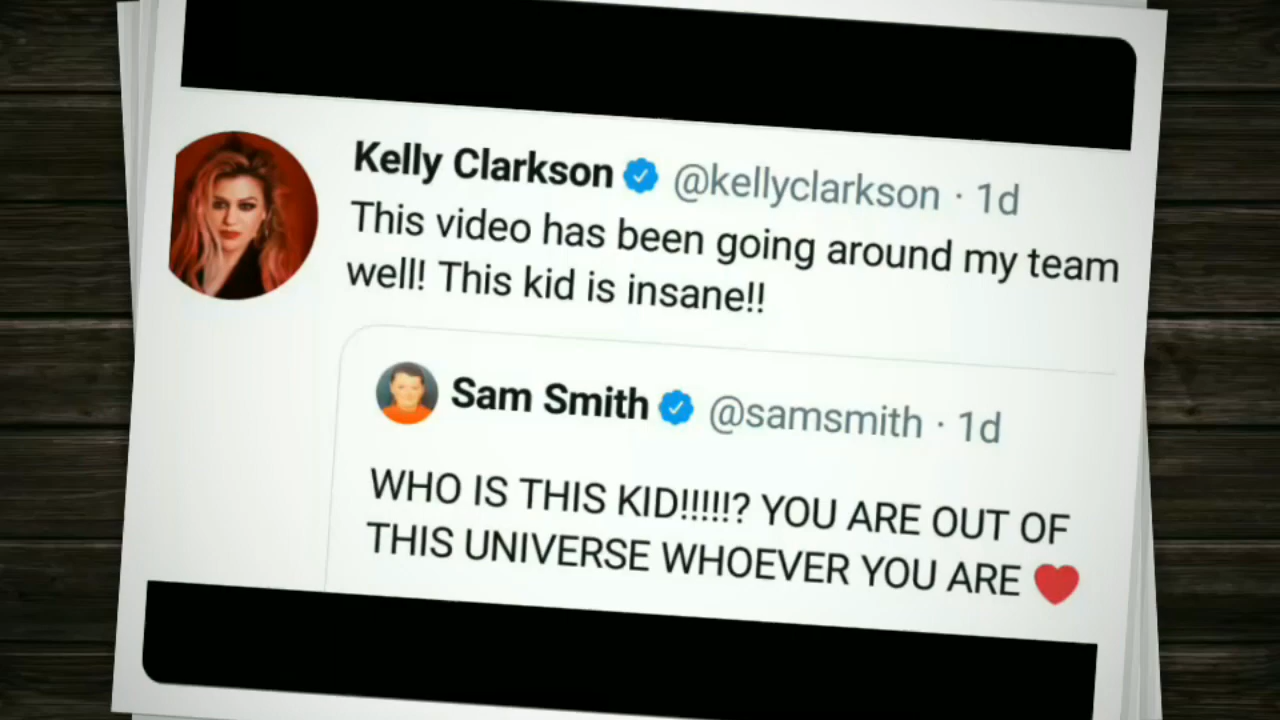 Kelly Clarkson @kellyclarkson · 1d
This video has been going around my team
well! This kid is insane!!
Sam Smith @samsmith · 1d
WHO IS THIS KID!!!!!? YOU ARE OUT OF
THIS UNIVERSE WHOEVER YOU ARE ❤️